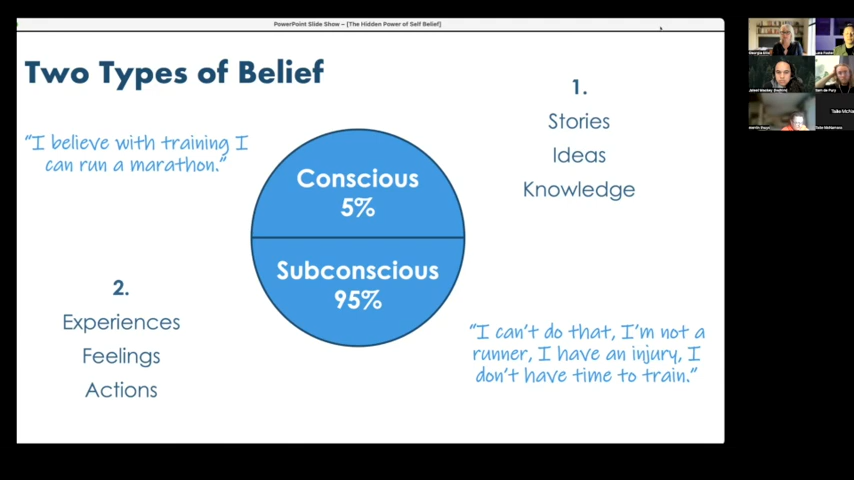 PowerPoint Slide Show – [The Hidden Power of Self Belief]
Two Types of Belief
“I believe with training I
can run a marathon.”
Conscious
5%
Subconscious
95%
1.
Stories
Ideas
Knowledge
2.
Experiences
Feelings
Actions
“I can’t do that, I’m not a
runner, I have an injury, I
don’t have time to train.”